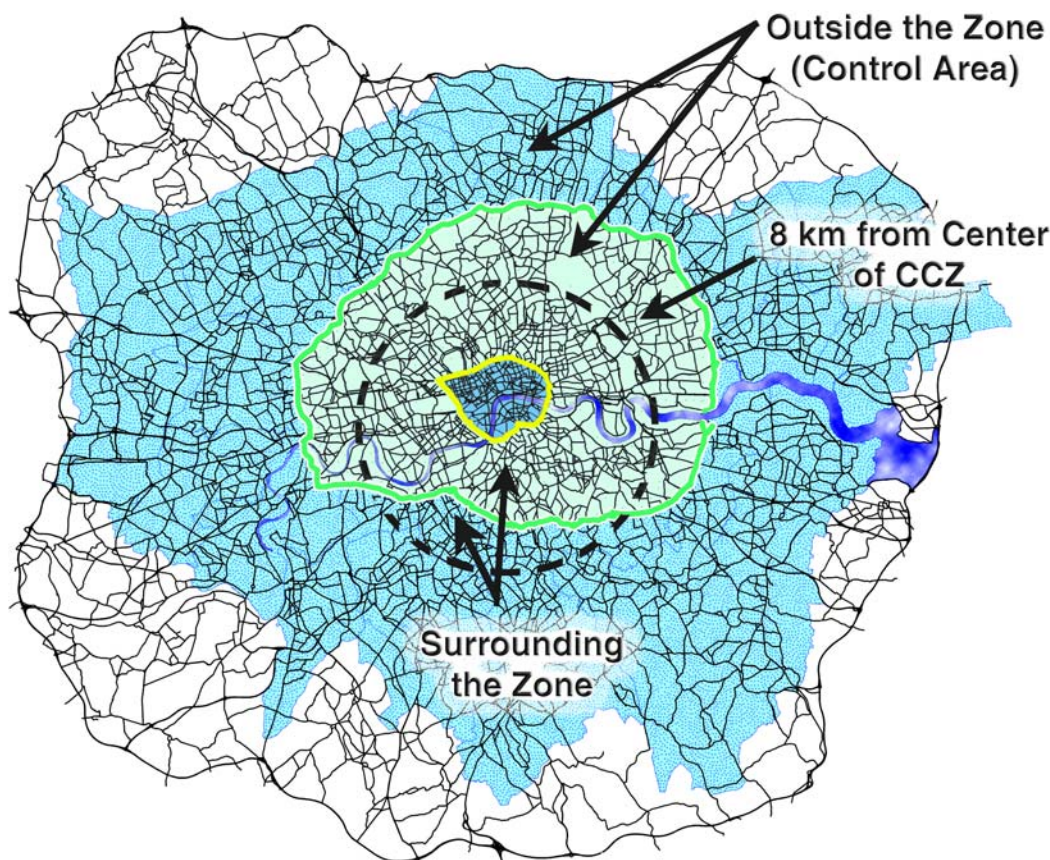 Outside the Zone
(Control Area)
8 km from Center
of CCZ
Surrounding
the Zone